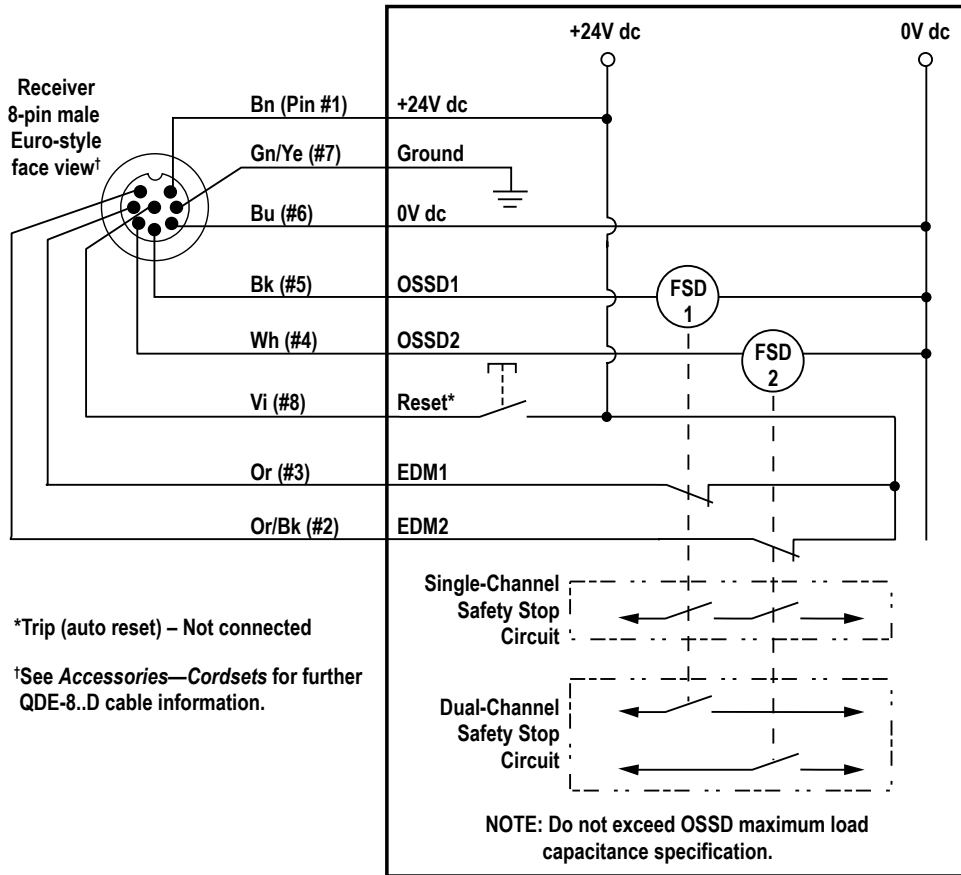 +24V dc
0V dc
Receiver
8-pin male
Euro-style
face view†
Bn (Pin #1)
+24V dc
Gn/Ye (#7)
Ground
Bu (#6)
0V dc
Bk (#5)
OSSD1
FSD
1
Wh (#4)
OSSD2
FSD
2
Vi (#8)
Reset*
Or (#3)
EDM1
Or/Bk (#2)
EDM2
Single-Channel
Safety Stop
Circuit
*Trip (auto reset) – Not connected
†See Accessories—Cordsets for further
QDE-8..D cable information.
Dual-Channel
Safety Stop
Circuit
NOTE: Do not exceed OSSD maximum load
capacitance specification.